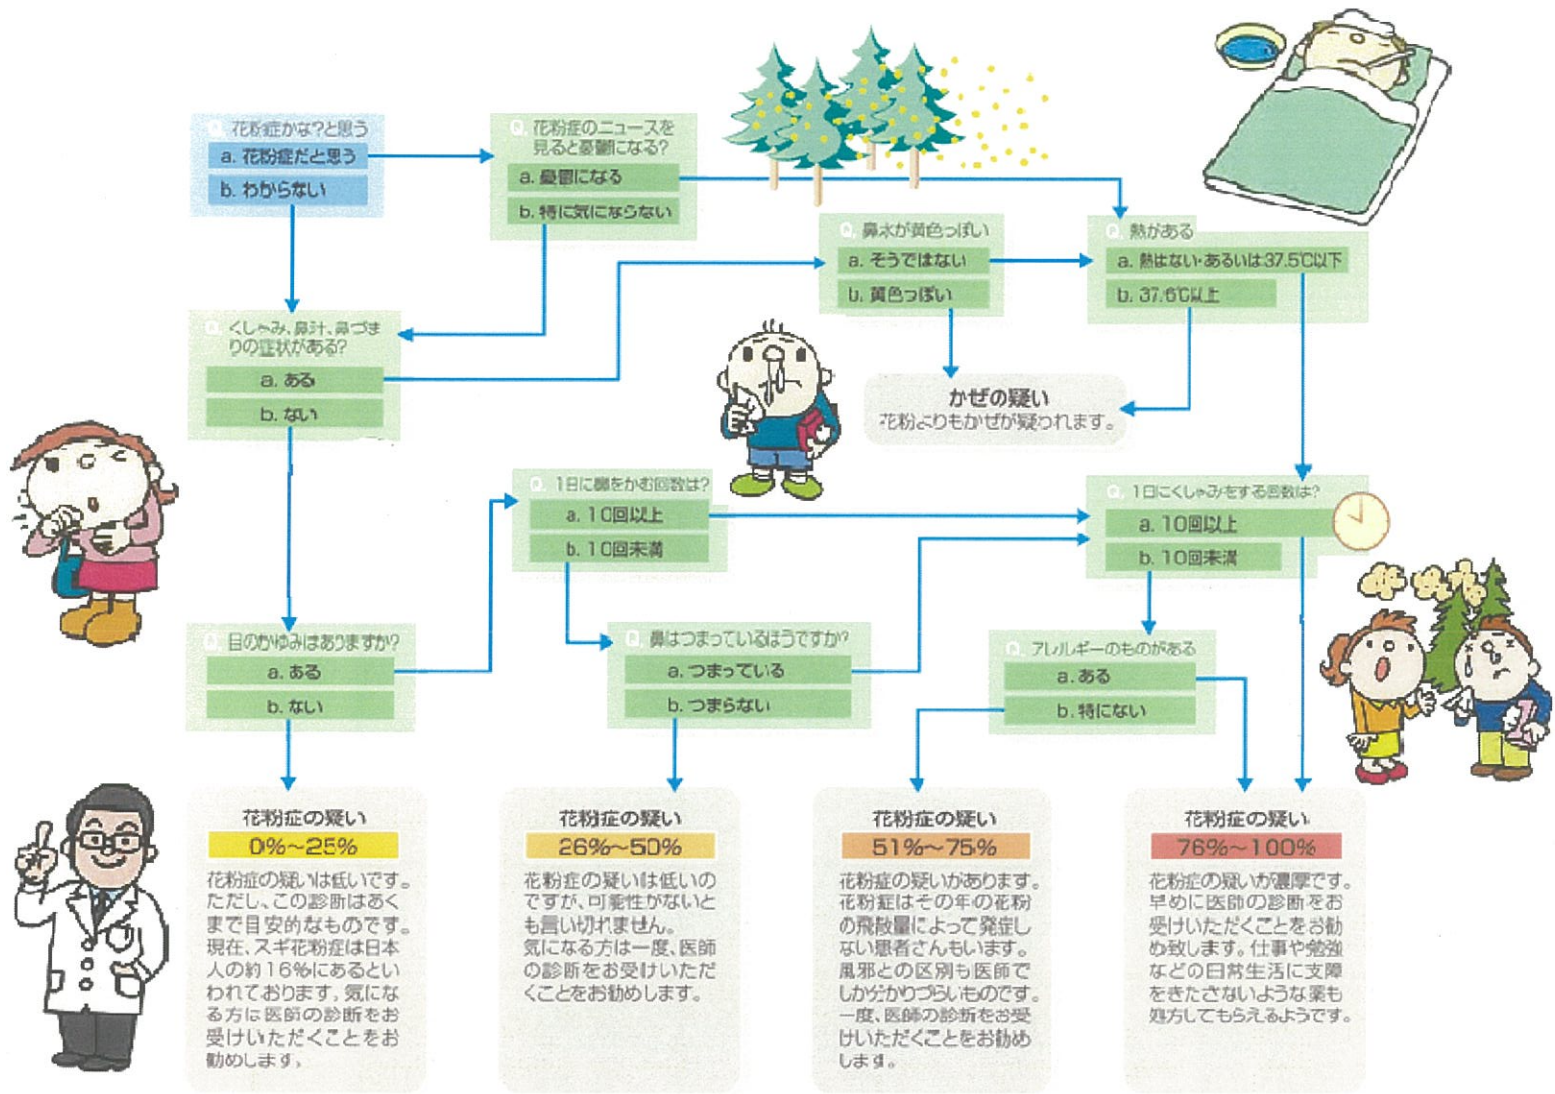 Q. 花粉症かな?と思う
a. 花粉症だと思う
b. わからない
Q. 花粉症のニュースを
見ると憂鬱になる?
a. 憂鬱になる
b. 特に気にならない
Q. 鼻水が黄色っぽい
a. そうではない
b. 黄色っぽい
Q. 熱がある
a. 熱はない・あるいは37.5℃以下
b. 37.6℃以上
Q. くしゃみ、鼻汁、鼻づま
りの症状がある?
a. ある
b. ない
かぜの疑い
花粉よりもかぜが疑われます。
Q. 1日に鼻をかむ回数は?
a. 10回以上
b. 10回未満
Q. 1日にくしゃみをする回数は?
a. 10回以上
b. 10回未満
Q. 目のかゆみはありますか?
a. ある
b. ない
Q. 鼻はつまっているほうですか?
a. つまっている
b. つまらない
Q. アレルギーのものがある
a. ある
b. 特にない
花粉症の疑い
0%〜25%
花粉症の疑いは低いです。
ただし、この診断はあく
まで目安的なものです。
現在、スギ花粉症は日本
人の約16%にあるとい
われております。気にな
る方は医師の診断をお
受けいただくことをお
勧めします。
花粉症の疑い
26%〜50%
花粉症の疑いは低いの
ですが、可能性がないと
も言い切れません。
気になる方は一度、医師
の診断をお受けいただ
くことをお勧めします。
花粉症の疑い
51%〜75%
花粉症の疑いがあります。
花粉症はその年の花粉
の飛散量によって発症し
ない患者さんもいます。
風邪との区別も医師で
しか分かりづらいものです。
一度、医師の診断をお受
けいただくことをお勧め
します。
花粉症の疑い
76%〜100%
花粉症の疑いが濃厚です。
早めに医師の診断をお
受けいただくことをお勧
め致します。仕事や勉強
などの日常生活に支障
をきたさないような薬も
処方してもらえるようです。